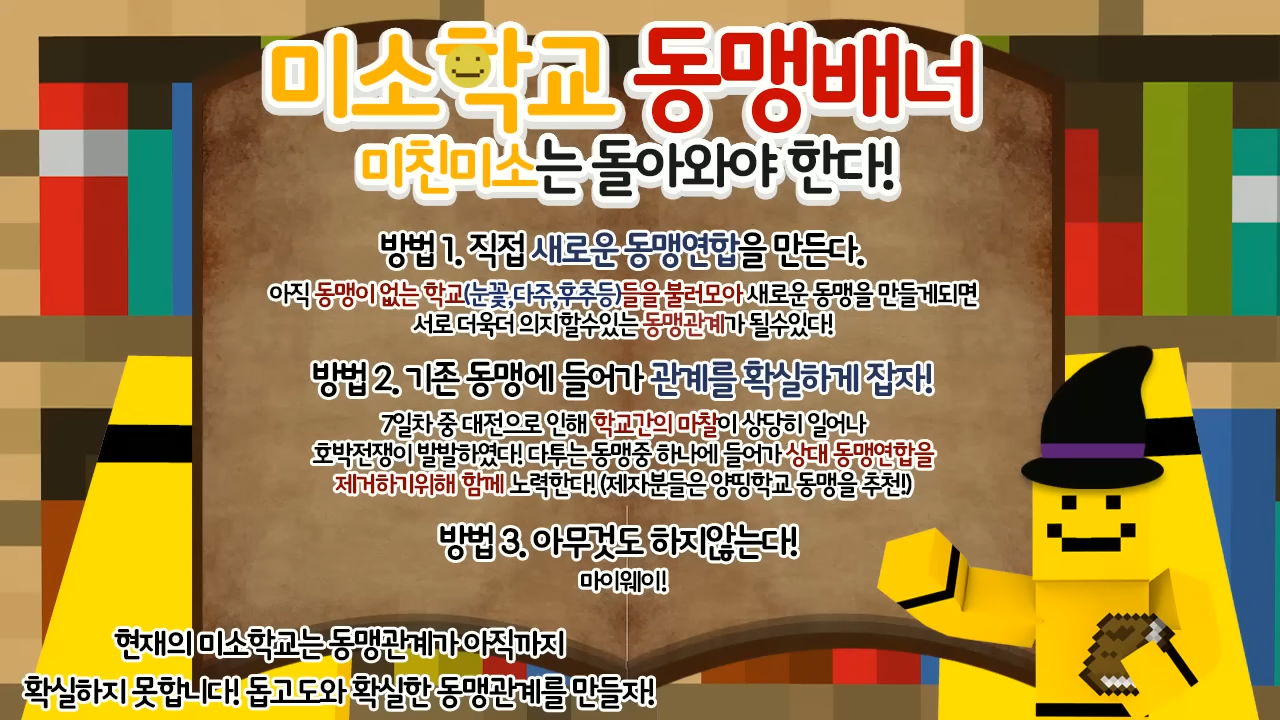 미소학교 동맹배너
미친미소는 돌아와야 한다!
방법 1. 직접 새로운 동맹연합을 만든다.
아직 동맹이 없는 학교(눈꽃,다주,후추등)들을 불러모아 새로운 동맹을 만들게되면
서로 더욱더 의지할수있는 동맹관계가 될수있다!
방법 2. 기존 동맹에 들어가 관계를 확실하게 잡자!
7일차 중 대전으로 인해 학교간의 마찰이 상당히 일어나
호박전쟁이 발발하였다! 다투는 동맹중 하나에 들어가 상대 동맹연합을
제거하기위해 함께 노력한다! (제자분들은 양띵학교 동맹을 추천!)
방법 3. 아무것도 하지않는다!
마이웨이!
현재의 미소학교는 동맹관계가 아직까지
확실하지 못합니다! 돕고도와 확실한 동맹관계를 만들자!